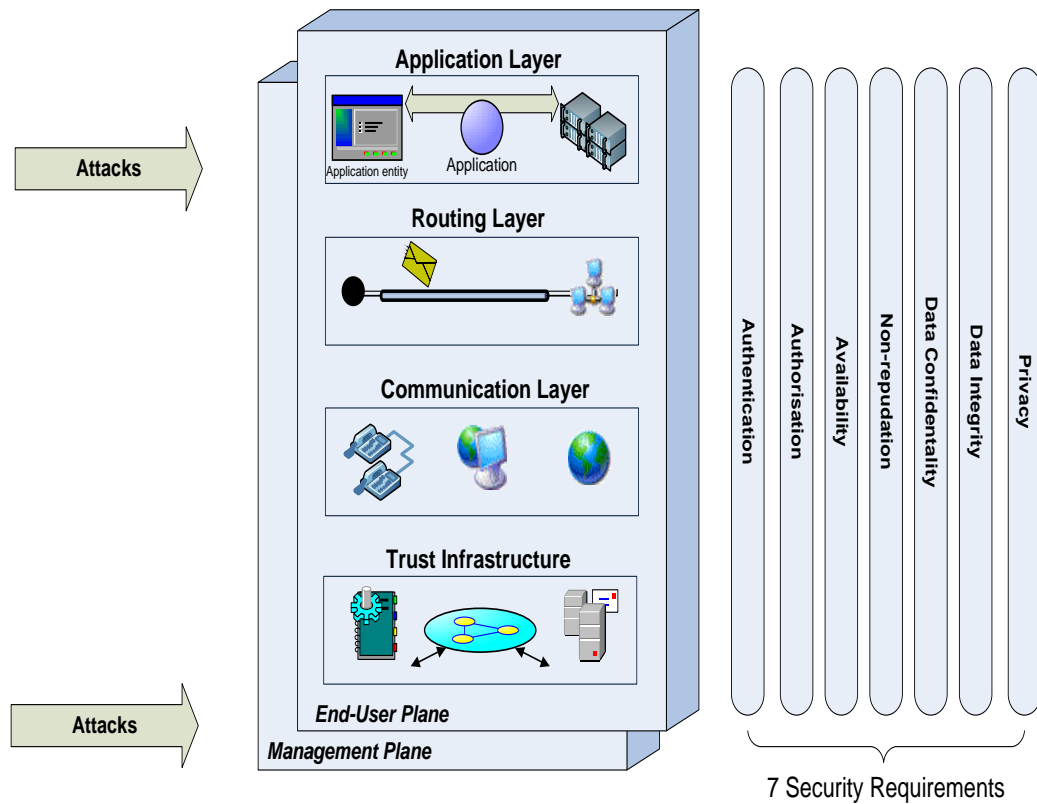 Application Layer
Application entity
Application
Attacks
Routing Layer
Communication Layer
Trust Infrastructure
Attacks
End-User Plane
Management Plane
Authentication
Authorisation
Availability
Non-repudation
Data Confidentality
Data Integrity
Privacy
7 Security Requirements